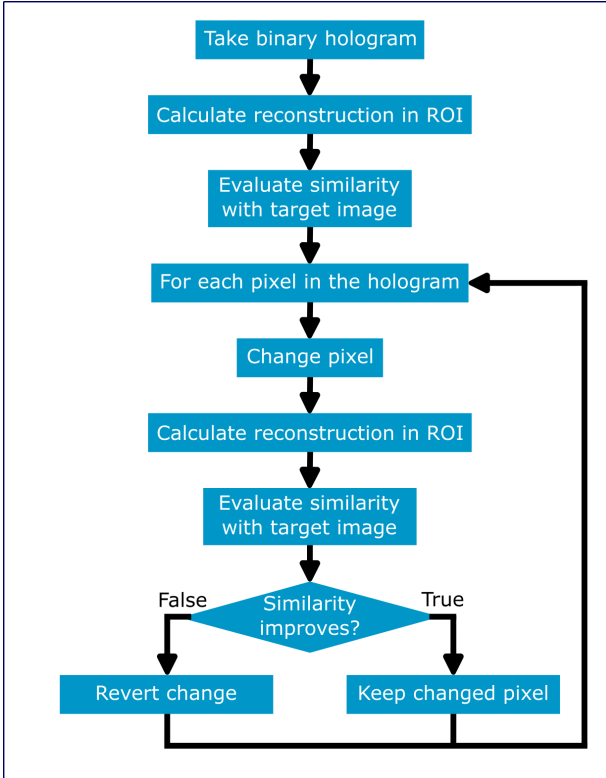 Take binary hologram
Calculate reconstruction in ROI
Evaluate similarity
with target image
For each pixel in the hologram
Change pixel
Calculate reconstruction in ROI
Evaluate similarity
with target image
False
Similarity
improves?
True
Revert change
Keep changed pixel